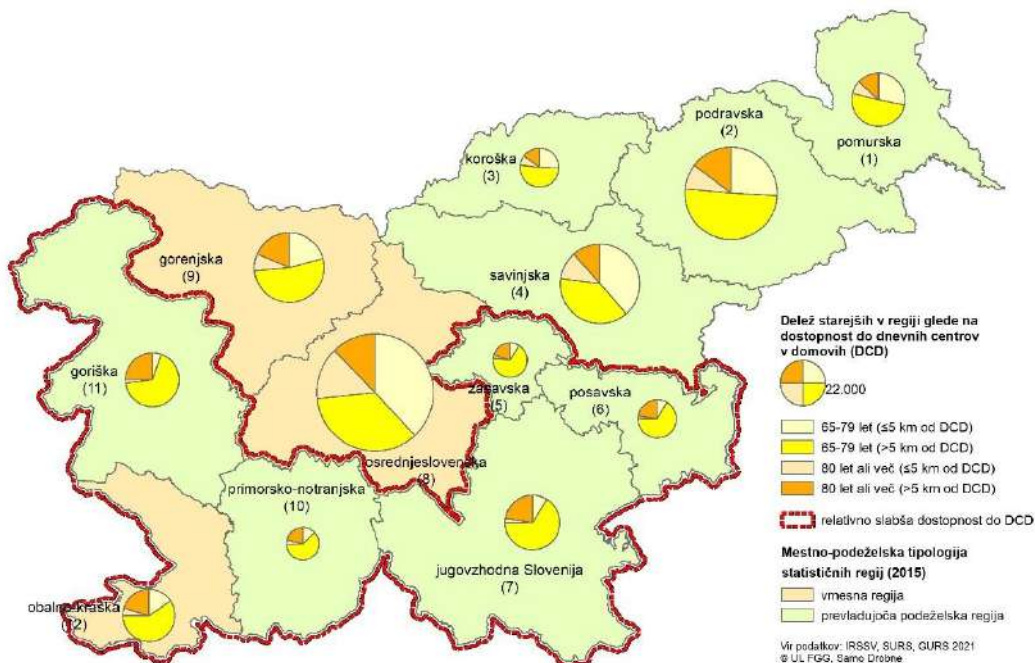 podravska
(2)
pomurska
(1)
koroška
(3)
gorenjska
(9)
savinjska
(4)
goriška
(11)
zasavska
(5)
posavska
(6)
osrednjeslovenska
(8)
primorsko-notranjska
(10)
jugovzhodna Slovenija
(7)
obalno-kraška
(12)
Delež starejših v regiji glede na
dostopnost do dnevnih centrov
v domovih (DCD)
22.000
65-79 let (≤5 km od DCD)
65-79 let (>5 km od DCD)
80 let ali več (≤5 km od DCD)
80 let ali več (>5 km od DCD)
relativno slabša dostopnost do DCD
Mestno-podeželska tipologija
statističnih regij (2015)
vmesna regija
prevladujoča podeželska regija
Vir podatkov: IRSSV, SURS, GURS 2021
© UL FGG, Samo Drobne